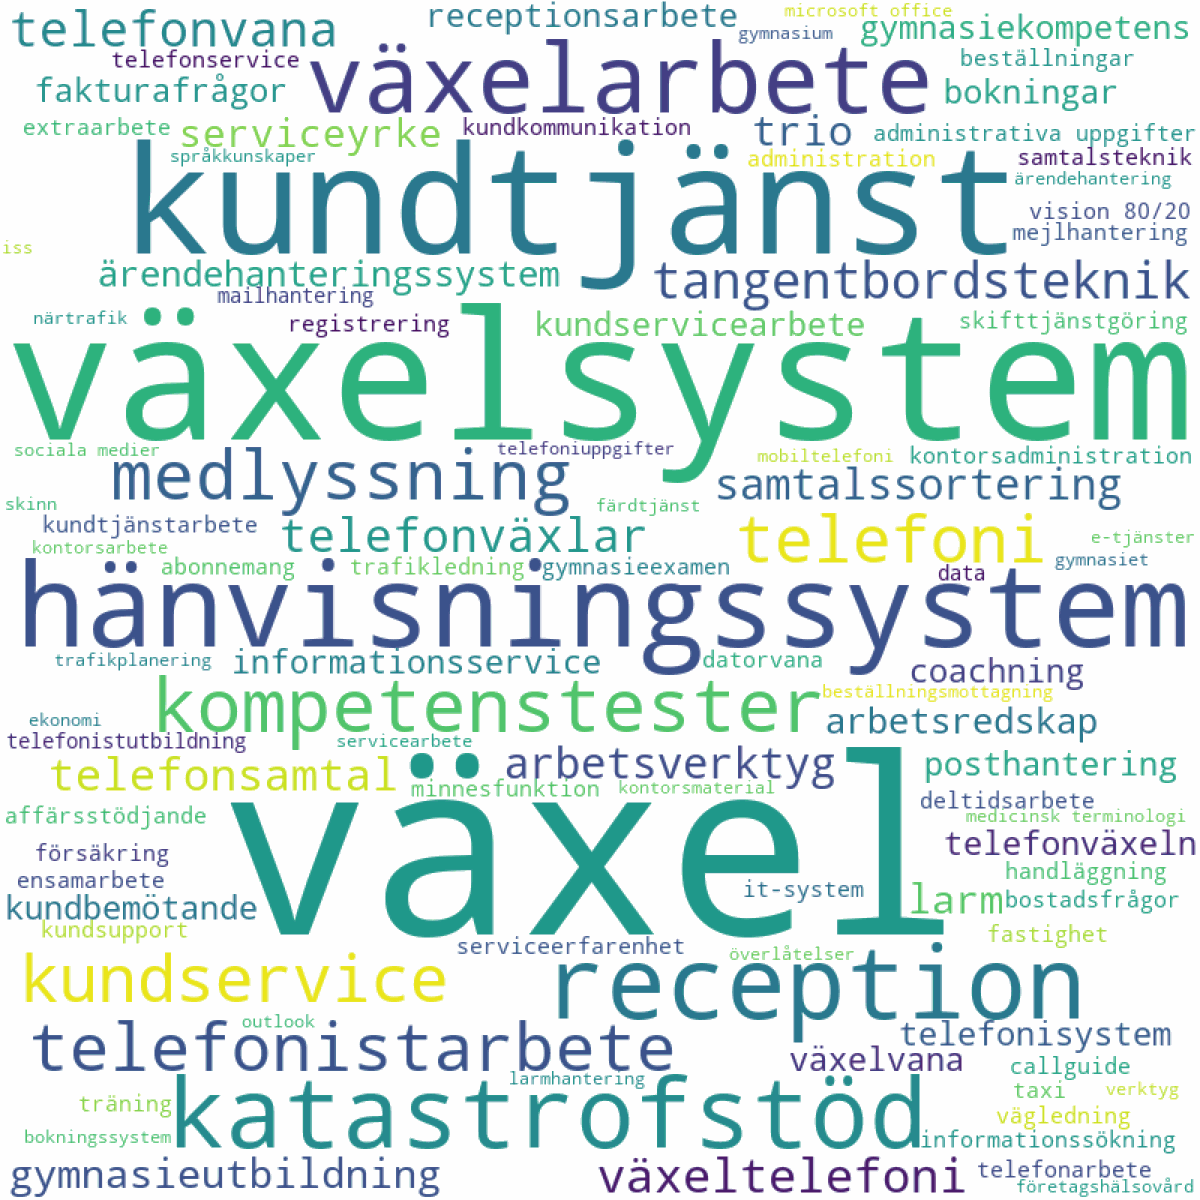 telefonvana
receptionsarbete
microsoft office
gymnasium
gymnasiekompetens
telefonservice
växelarbete
beställningar
fakturafrågor
bokningar
extraarbete
serviceyrke
kundkommunikation
trio
administrativa uppgifter
språkkunskaper
kundtjänst
administration
samtalsteknik
ärendehantering
vision 80/20
mejlhantering
iss
ärendehanteringssystem
tangentbordsteknik
mailhantering
närtrafik
registrering
kundservicearbete
skifttjänstgöring
växelsystem
sociala medier
medlyssning
telefoniuppgifter
mobiltelefoni
kontorsadministration
samtalssortering
skinn
färdtjänst
kundtjänstarbete
telefonväxlar
telefoni
e-tjänster
kontorsarbete
gymnasiet
abonnemang
trafikledning
gymnasieexamen
data
hänvisningssystem
trafikplanering
informationsservice
datorvana
coachning
kompetenstester
beställningsmottagning
ekonomi
arbetsredskap
telefonistutbildning
servicearbete
telefonsamtal
arbetsverktyg
posthantering
minnesfunktion
kontorsmaterial
deltidsarbete
affärsstödjande
medicinsk terminologi
växel
telefonväxeln
försäkring
handläggning
ensamarbete
it-system
larm
bostadsfrågor
kundbemötande
kundsupport
fastighet
serviceerfarenhet
överlåtelser
kundservice
reception
outlook
telefonistarbete
telefonisystem
växelvana
callguide
larmhantering
taxi
verktyg
träning
katastrofstöd
vägledning
bokningssystem
informationssökning
gymnasieutbildning
växeltelefoni
telefonarbete
företagshälsovård